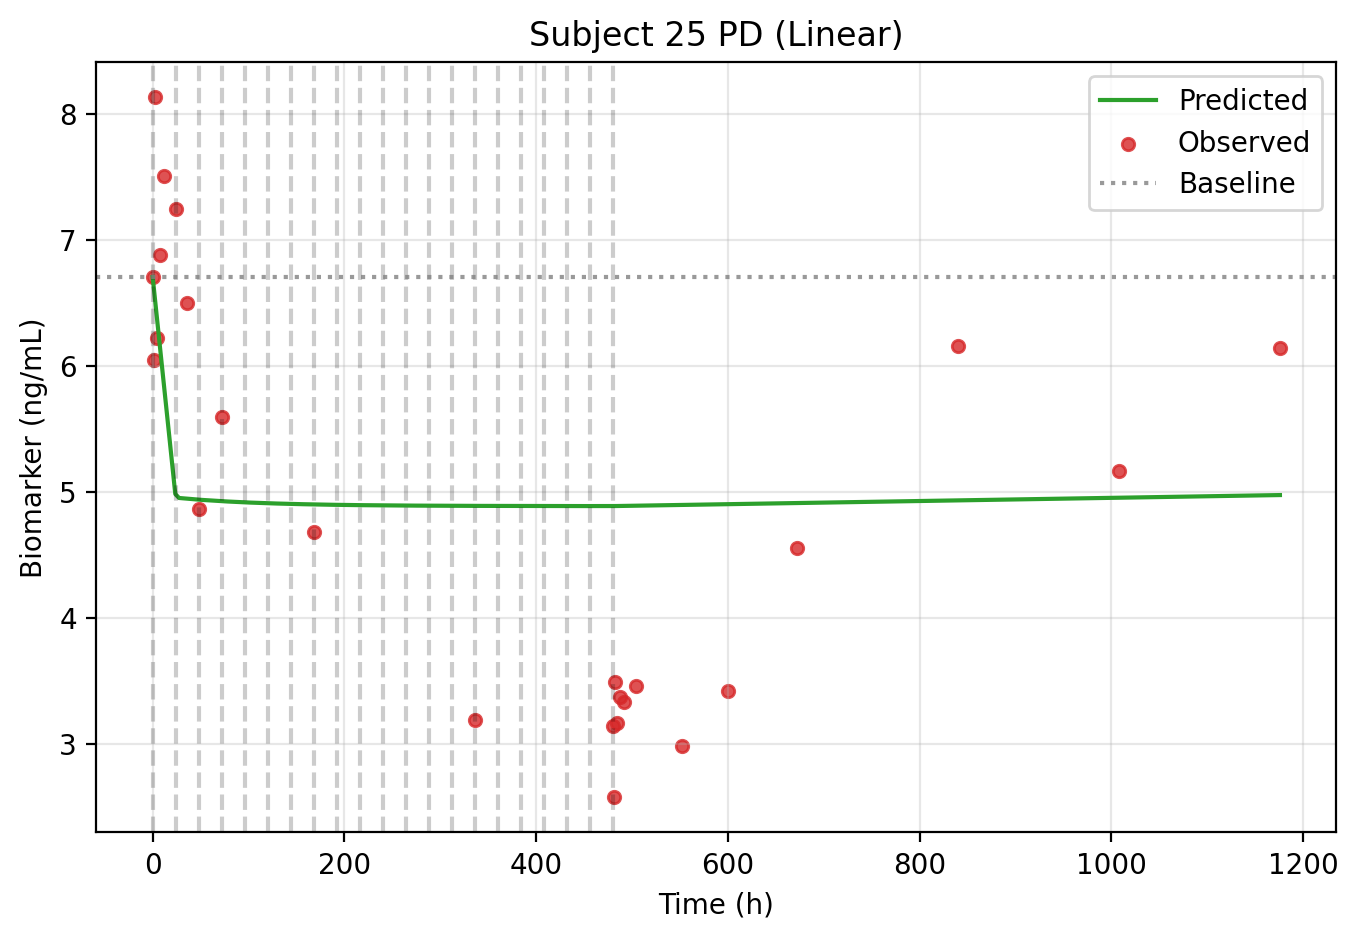 Subject 25 PD (Linear)
Predicted
Observed
Baseline
Biomarker (ng/mL)
8
7
6
5
4
3
0 200 400 600 800 1000 1200
Time (h)